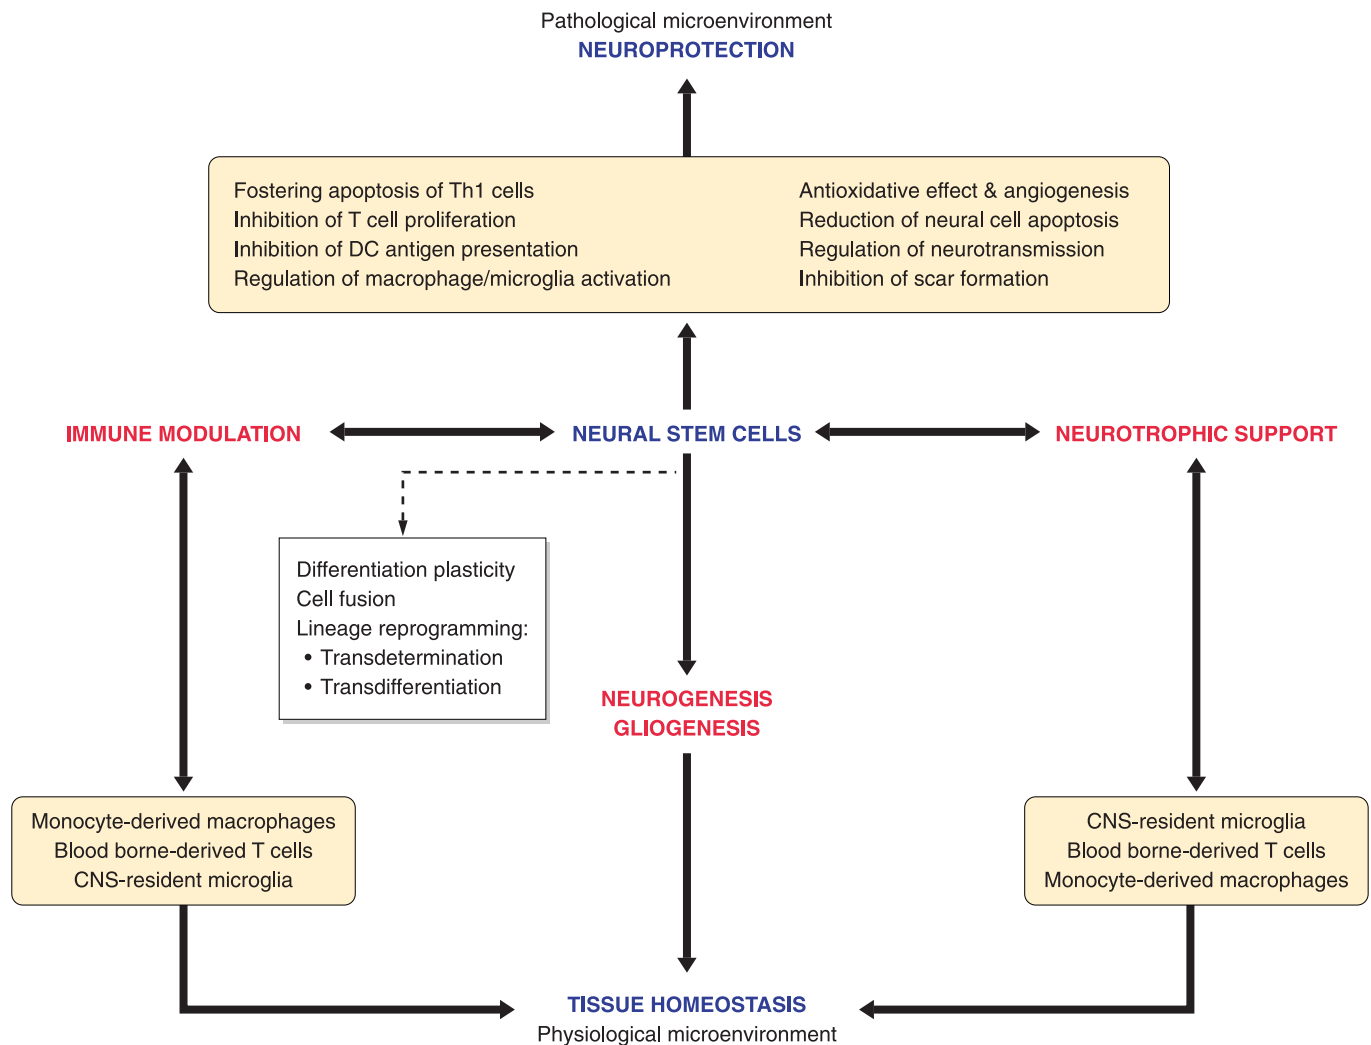 Pathological microenvironment
NEUROPROTECTION
Fostering apoptosis of Th1 cells
Inhibition of T cell proliferation
Inhibition of DC antigen presentation
Regulation of macrophage/microglia activation
Antioxidative effect & angiogenesis
Reduction of neural cell apoptosis
Regulation of neurotransmission
Inhibition of scar formation
IMMUNE MODULATION
NEURAL STEM CELLS
NEUROTROPHIC SUPPORT
Differentiation plasticity
Cell fusion
Lineage reprogramming:
• Transdetermination
• Transdifferentiation
NEUROGENESIS
GLIOGENESIS
Monocyte-derived macrophages
Blood borne-derived T cells
CNS-resident microglia
CNS-resident microglia
Blood borne-derived T cells
Monocyte-derived macrophages
TISSUE HOMEOSTASIS
Physiological microenvironment